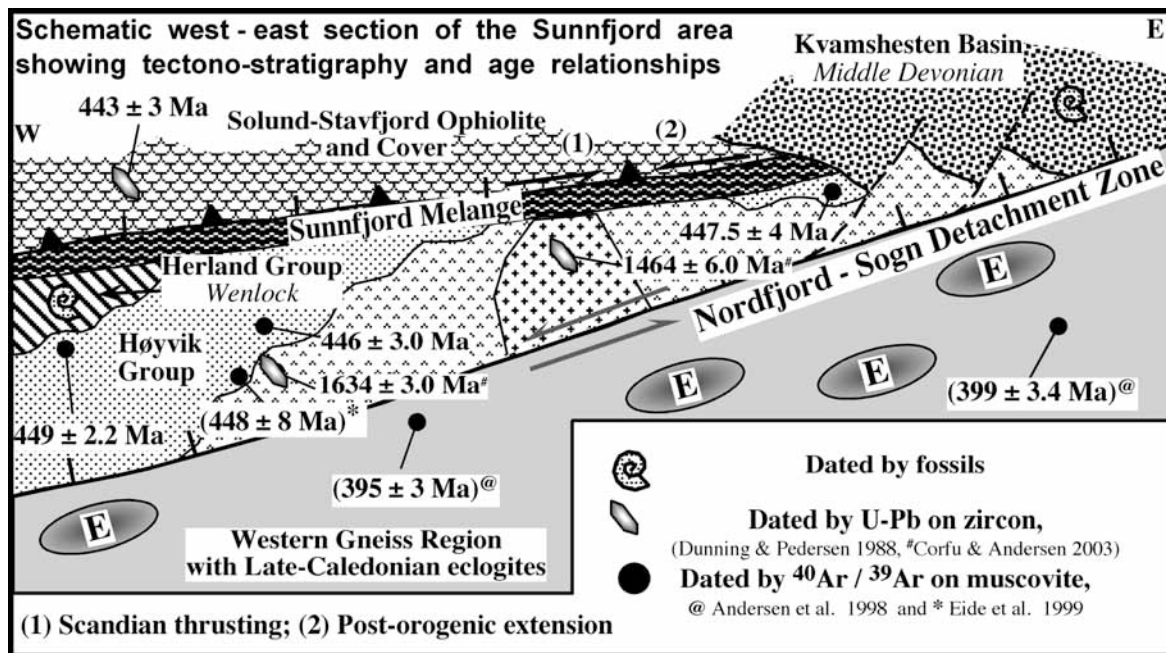 Schematic west - east section of the Sunnfjord area
showing tectono-stratigraphy and age relationships
E
Kvamshesten Basin
Middle Devonian
443 ± 3 Ma
W
Solund-Stavfjord Ophiolite
and Cover
(1)
(2)
Sunnfjord Melange
447.5 ± 4 Ma
1464 ± 6.0 Ma#
Nordfjord - Sogn Detachment Zone
Herland Group
Wenlock
Høyvik
Group
446 ± 3.0 Ma
1634 ± 3.0 Ma#
(448 ± 8 Ma)*
449 ± 2.2 Ma
(395 ± 3 Ma)@
(399 ± 3.4 Ma)@
E
E
E
E
Western Gneiss Region
with Late-Caledonian eclogites
Dated by fossils
Dated by U-Pb on zircon,
(Dunning & Pedersen 1988, #Corfu & Andersen 2003)
Dated by 40Ar / 39Ar on muscovite,
@ Andersen et al. 1998 and * Eide et al. 1999
(1) Scandian thrusting; (2) Post-orogenic extension